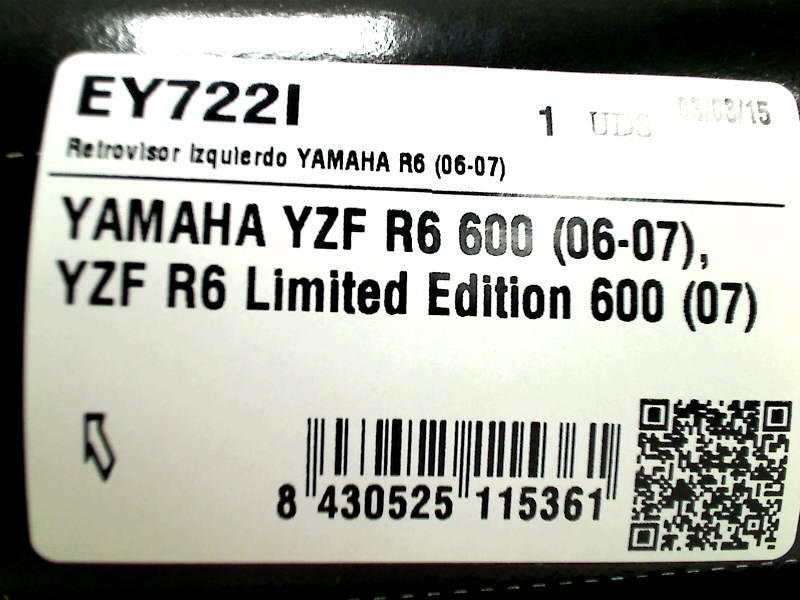 EY722I
1 UDS 03/03/15
Retrovisor Izquierdo YAMAHA R6 (06-07)
YAMAHA YZF R6 600 (06-07),
YZF R6 Limited Edition 600 (07)
8 430525 115361